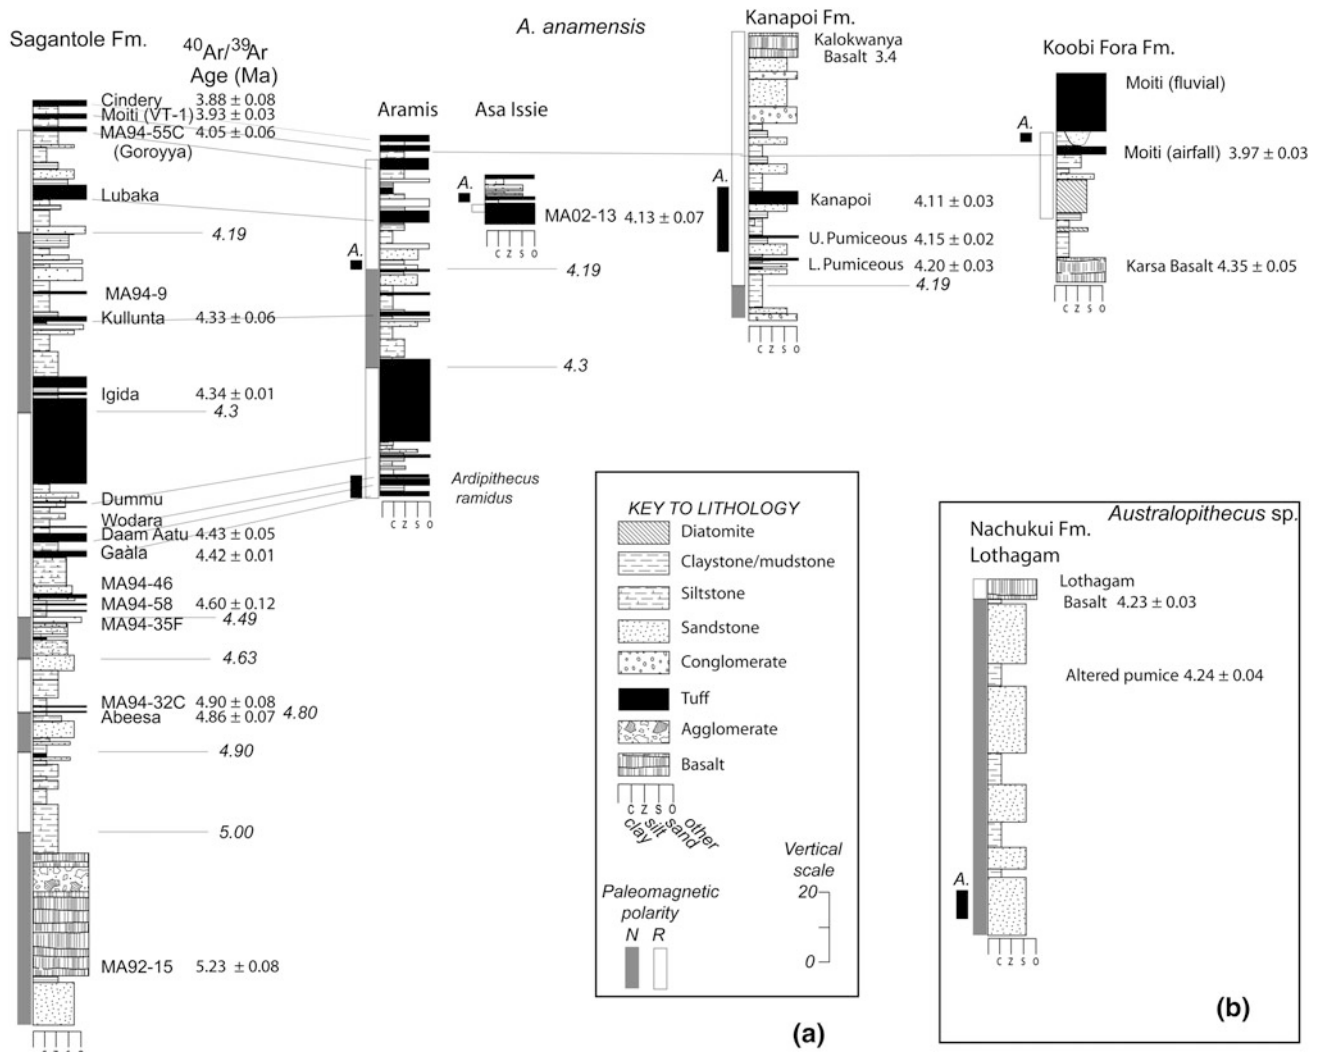 Sagantole Fm.
40Ar/39Ar
Age (Ma)
Cindery 3.88 ± 0.08
Moiti (VT-1) 3.93 ± 0.03
MA94-55C 4.05 ± 0.06
(Goroyya)
Lubaka
4.19
MA94-9
Kullunta 4.33 ± 0.06
Igida 4.34 ± 0.01
4.3
Dummu
Wodara
Daam Aatu 4.43 ± 0.05
Gaàla 4.42 ± 0.01
MA94-46
MA94-58 4.60 ± 0.12
4.49
MA94-35F
4.63
MA94-32C 4.90 ± 0.08
Abeesa 4.86 ± 0.07 4.80
4.90
5.00
MA92-15 5.23 ± 0.08
A. anamensis
Aramis
A.
4.19
4.3
Ardipithecus
ramidus
C Z S O
Asa Issie
A.
MA02-13 4.13 ± 0.07
C Z S O
Kanapoi Fm.
Kalokwanya
Basalt 3.4
A.
Kanapoi 4.11 ± 0.03
U. Pumiceous 4.15 ± 0.02
L. Pumiceous 4.20 ± 0.03
4.19
C Z S O
Koobi Fora Fm.
Moiti (fluvial)
A.
Moiti (airfall) 3.97 ± 0.03
Karsa Basalt 4.35 ± 0.05
C Z S O
KEY TO LITHOLOGY
Diatomite
Claystone/mudstone
Siltstone
Sandstone
Conglomerate
Tuff
Agglomerate
Basalt
C Z S O
clay silt sand other
Vertical
scale
20
0
Paleomagnetic
polarity
N R
(a)
Australopithecus sp.
Nachukui Fm.
Lothagam
Lothagam
Basalt 4.23 ± 0.03
Altered pumice 4.24 ± 0.04
A.
C Z S O
(b)